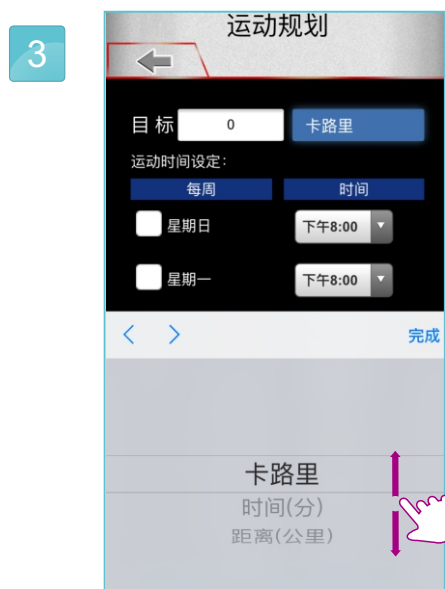 3
运动规划
目标 0 卡路里
运动时间设定：
每周 时间
星期日 下午8:00
星期一 下午8:00
完成
卡路里
时间(分)
距离(公里)